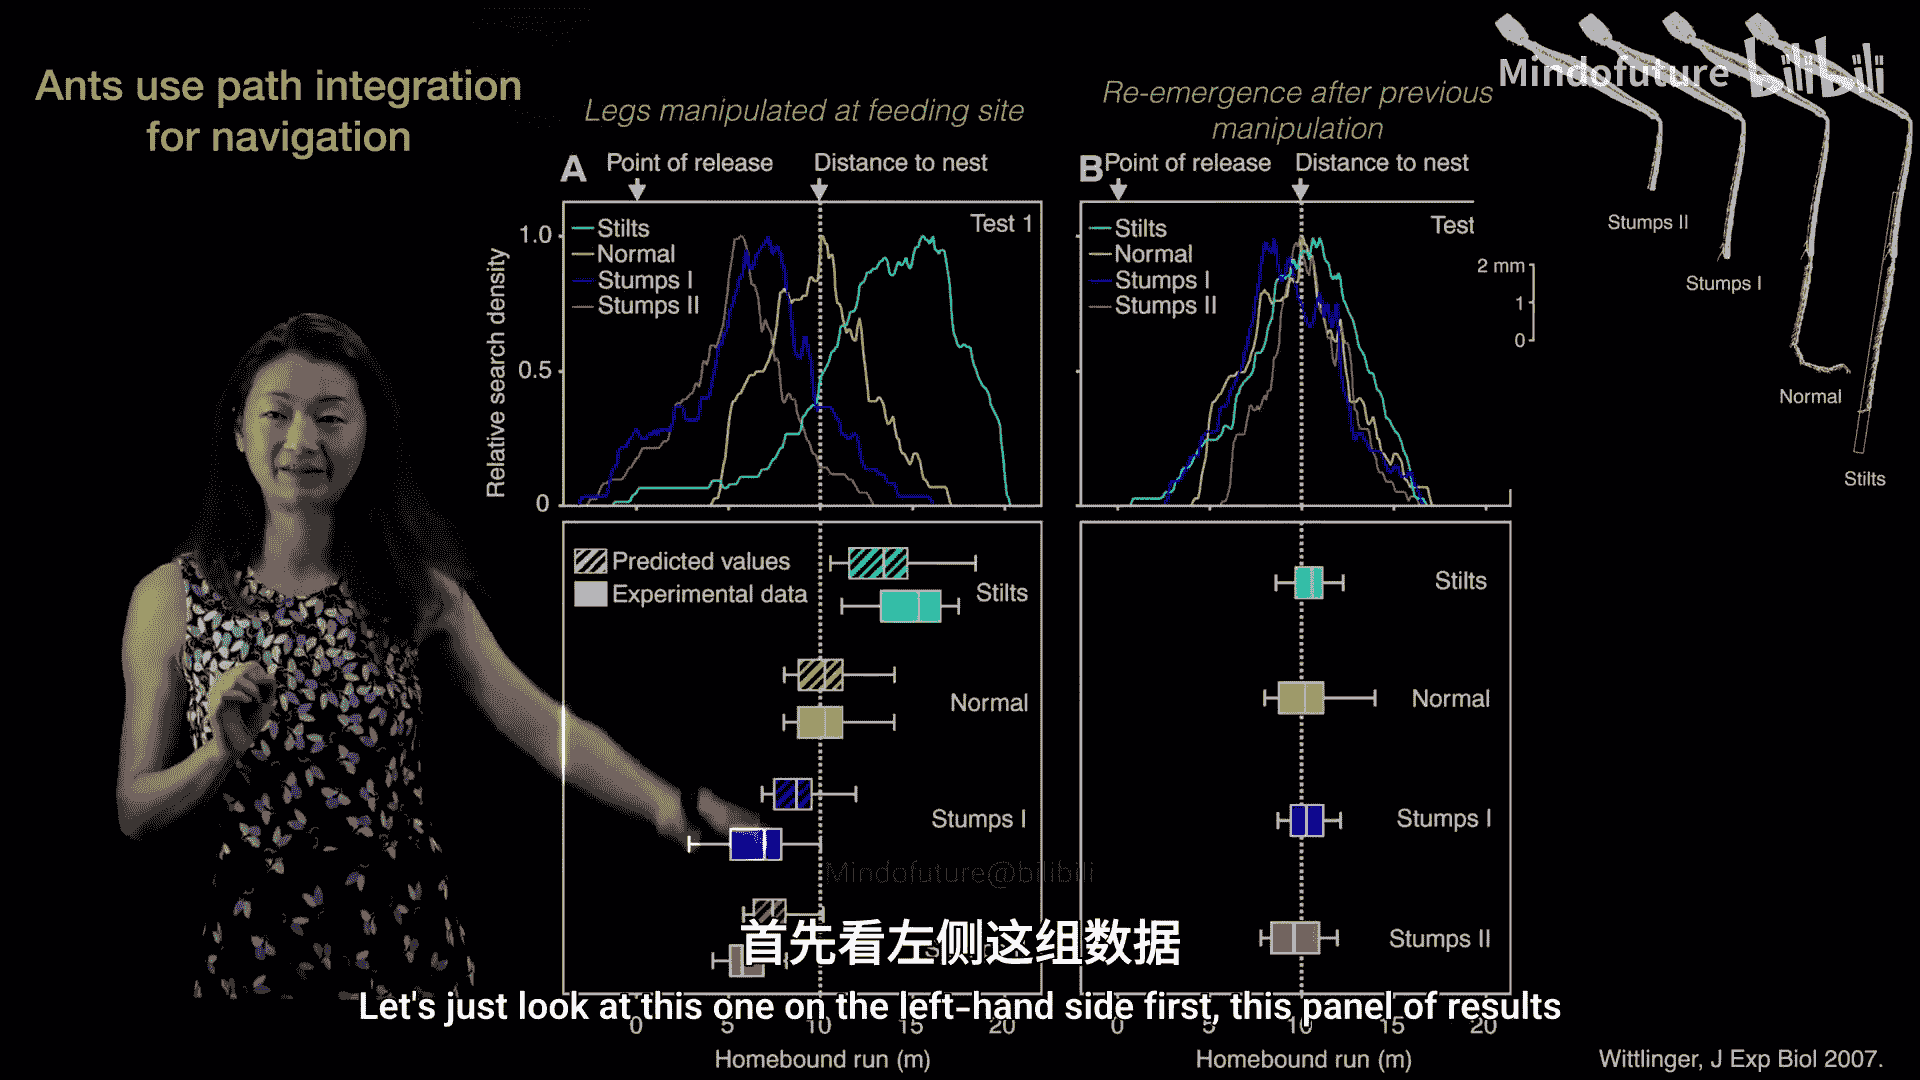 Ants use path integration
for navigation
Legs manipulated at feeding site
Re-emergence after previous
manipulation
Mindofuture bilibili
A Point of release Distance to nest
B Point of release Distance to nest
Stilts
Normal
Stumps I
Stumps II
Test 1
Stilts
Normal
Stumps I
Stumps II
Test
1.0
0.5
0
Relative search density
2 mm
1
0
Stumps II
Stumps I
Normal
Stilts
Predicted values
Experimental data
Stilts
Normal
Stumps I
Stilts
Normal
Stumps I
Stumps II
Mindofuture@bilibili
首先看左侧这组数据
Let's just look at this one on the left-hand side first, this panel of results
0 5 10 15 20
0 5 10 15 20
Homebound run (m)
Homebound run (m)
Wittlinger, J Exp Biol 2007.